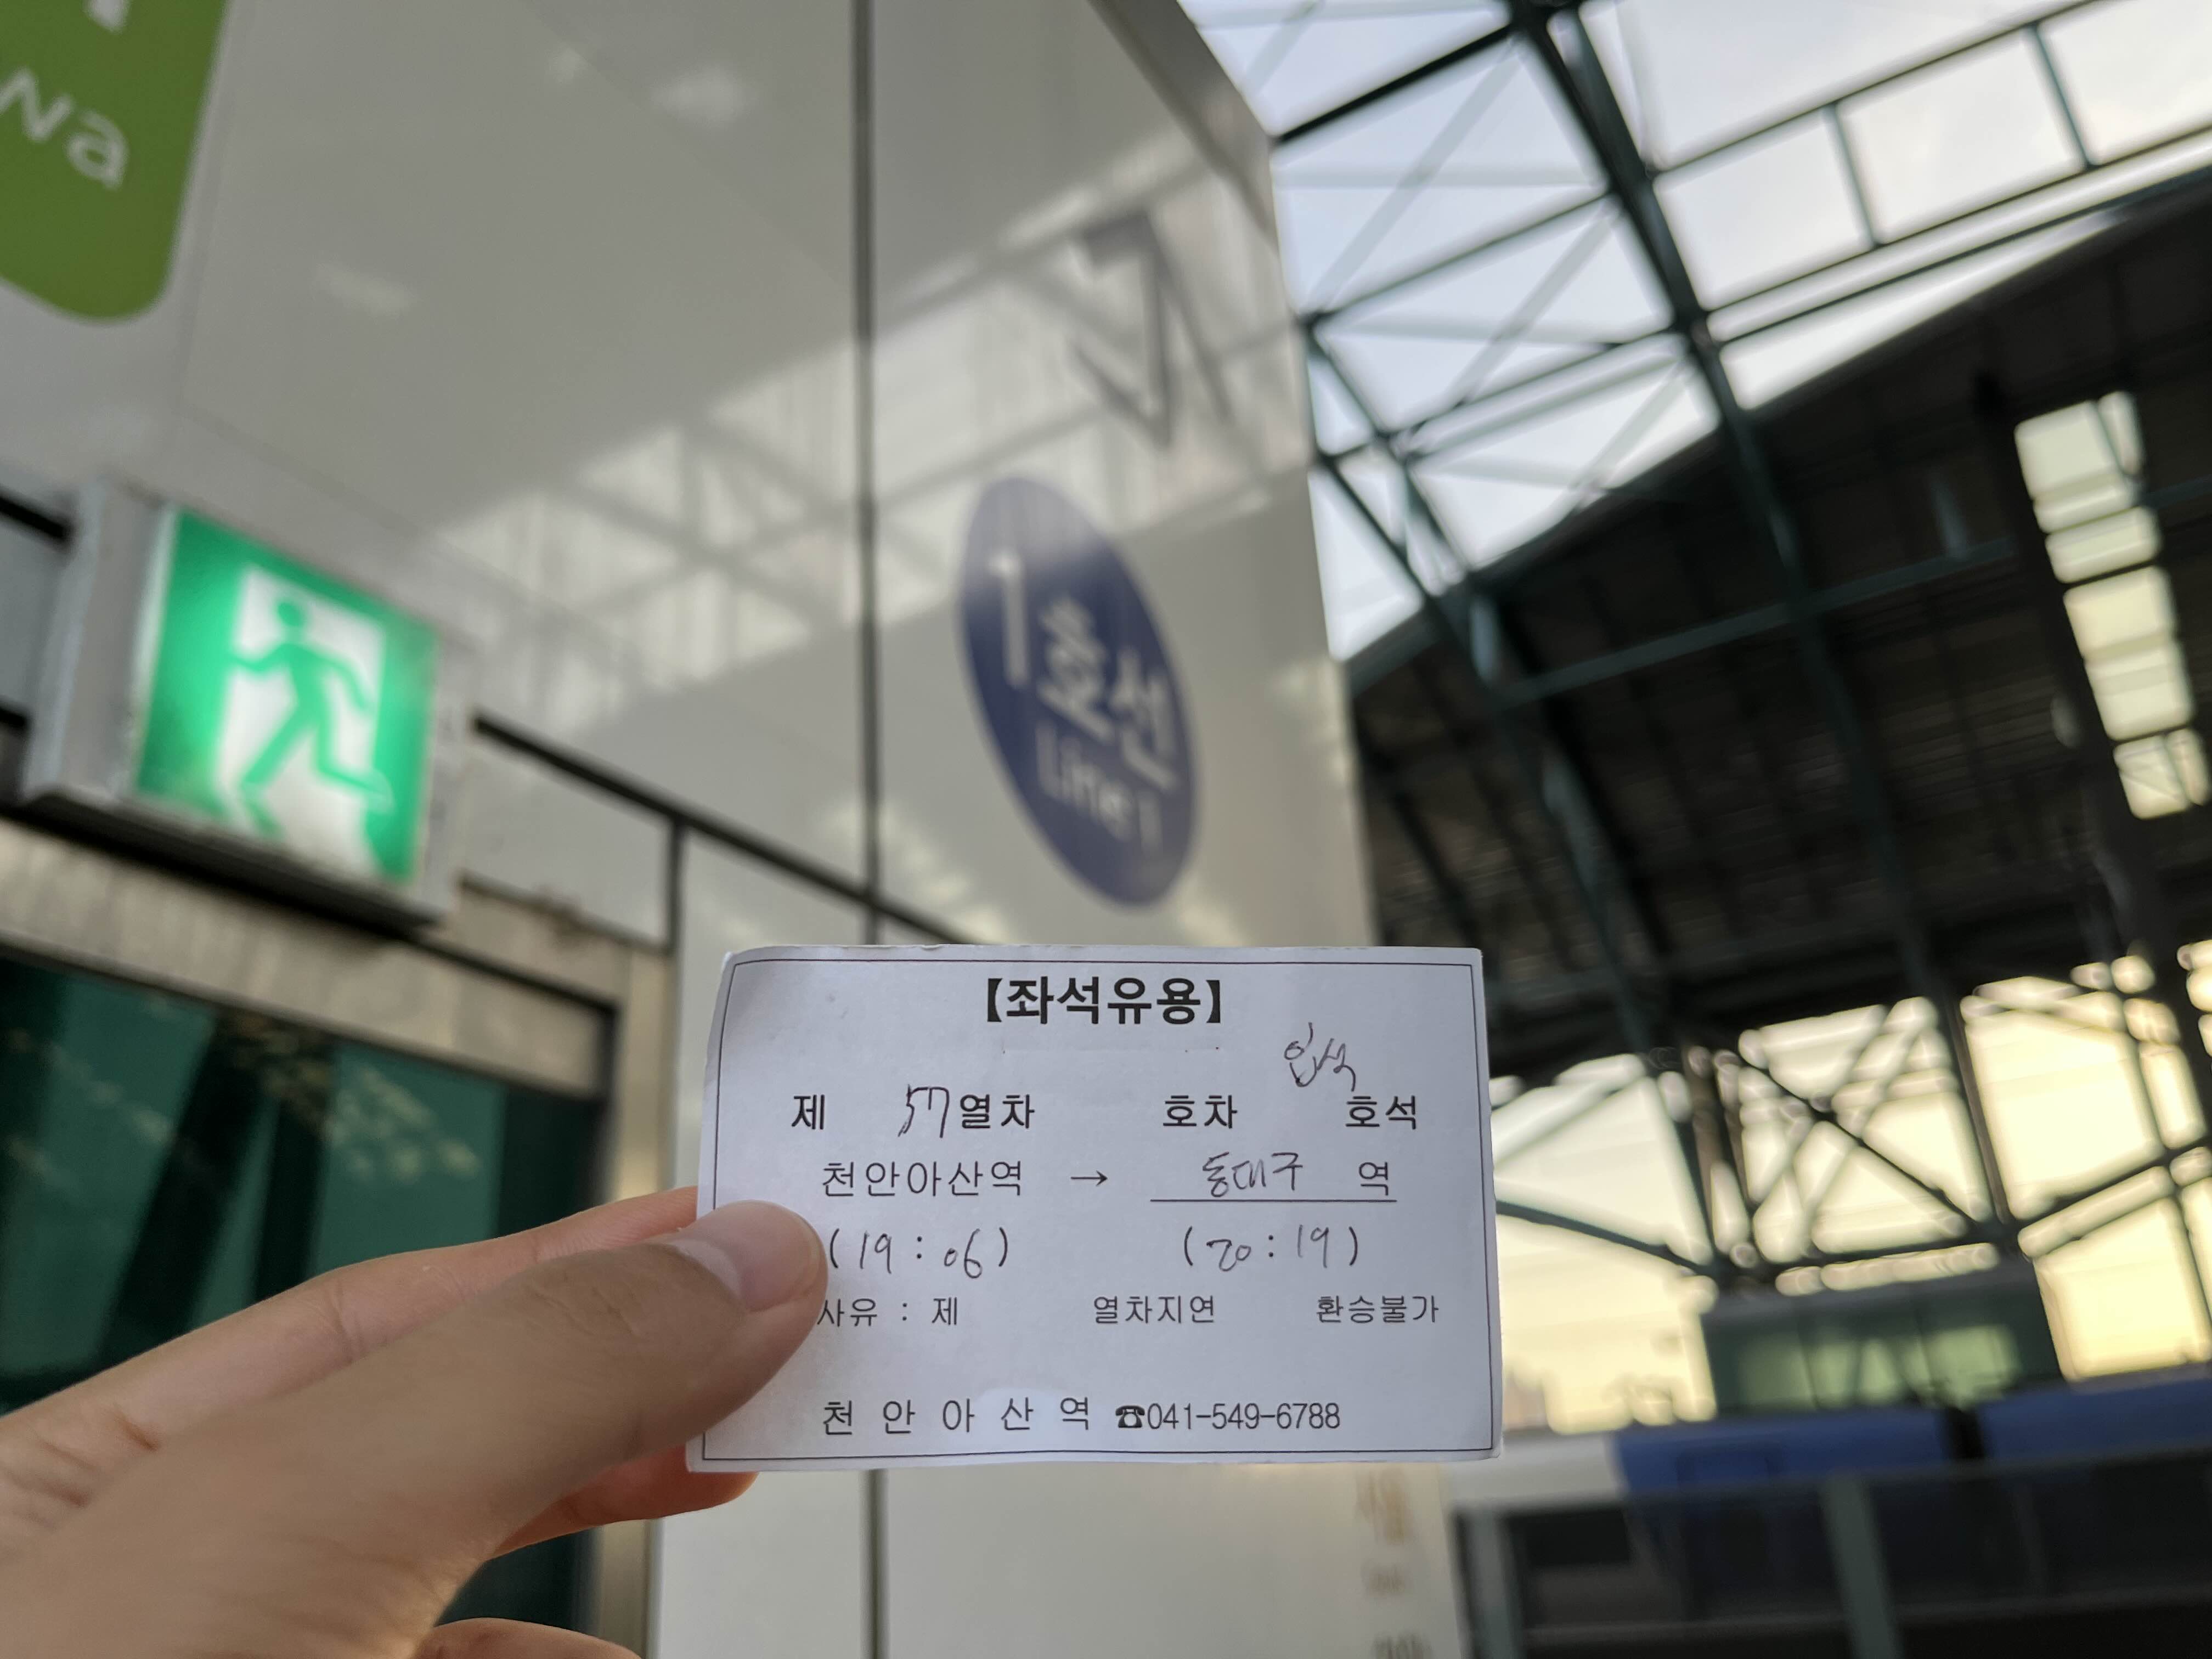 wa
1호선
Line 1
【좌석유용】
입석
제 57열차 호차 호석
천안아산역 → 동대구 역
(19:06) (20:19)
사유 : 제 열차지연 환승불가
천안아산역 ☎041-549-6788